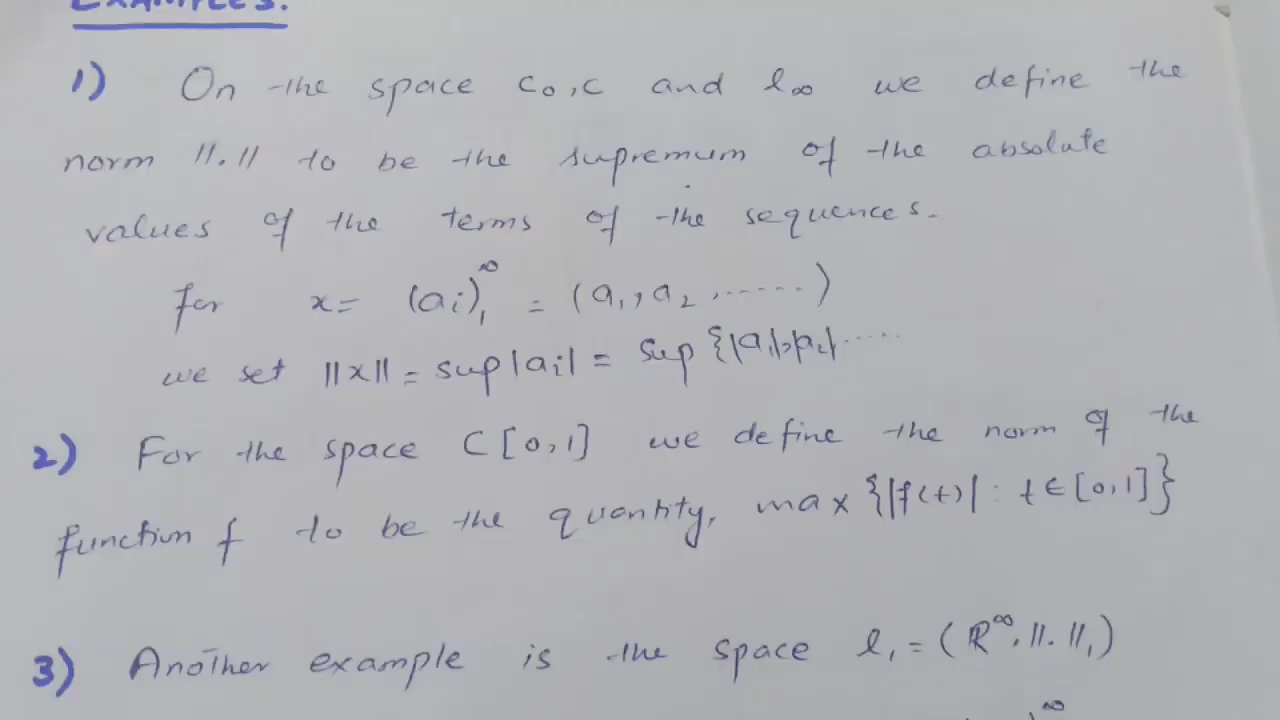 EXAMPLES.
1) On the space c₀, c and l∞ we define the
norm ||.|| to be the supremum of the absolute
values of the terms of the sequences.
for x = (ai)₁^∞ = (a₁, a₂, ......)
we set ||x|| = sup|ai| = sup {|a₁|, |a₂| .....
2) For the space C[0,1] we define the norm of the
function f to be the quantity, max {|f(t)| : t ∈ [0,1]}
3) Another example is the space l₁ = (ℝ^∞, ||.||₁)
∞